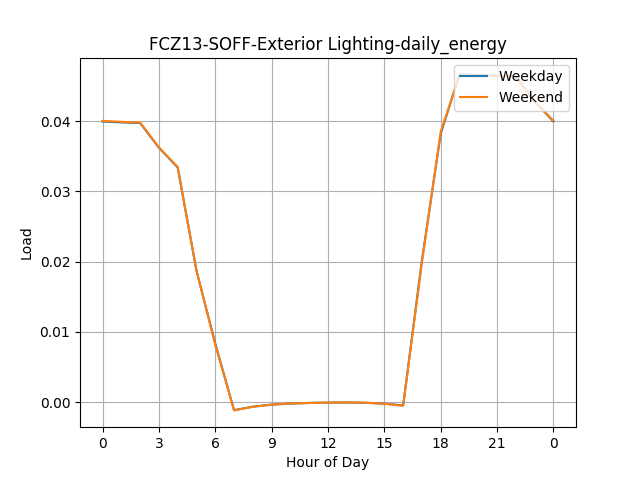 FCZ13-SOFF-Exterior Lighting-daily_energy
Weekday
Weekend
0.04
0.03
0.02
0.01
0.00
Load
0 3 6 9 12 15 18 21 0
Hour of Day